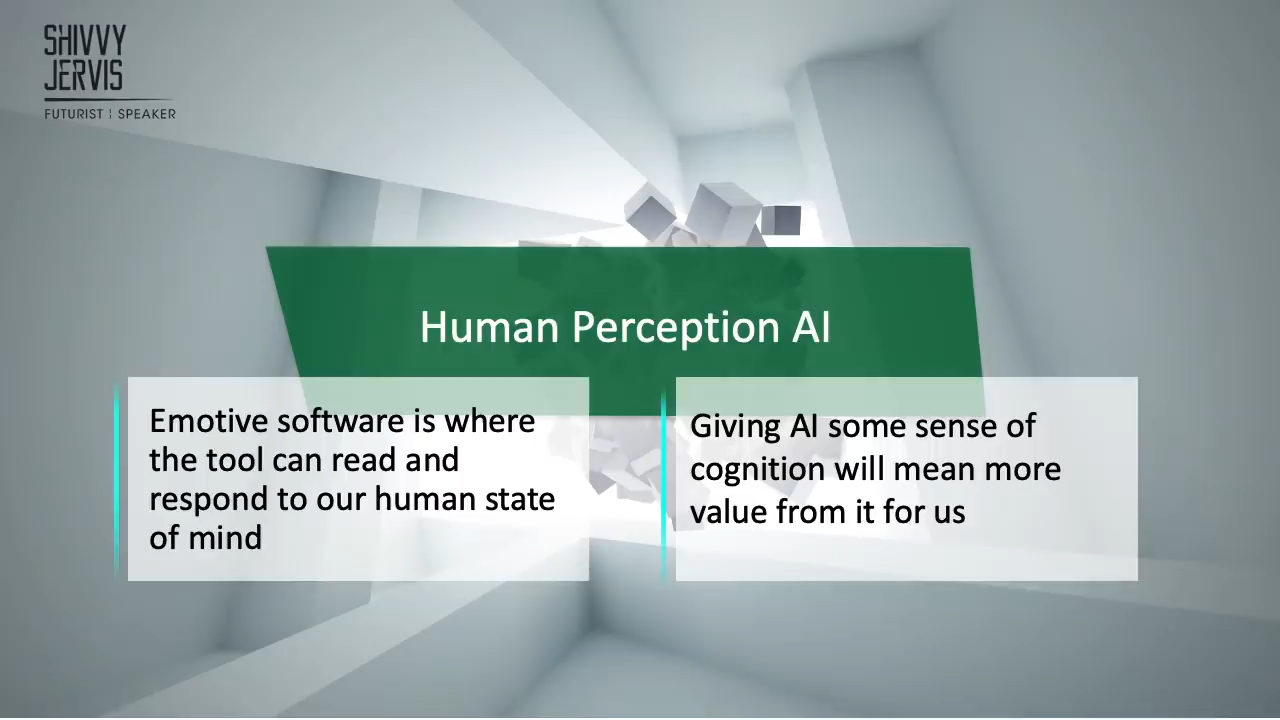 SHIVVY
JERVIS
FUTURIST ¦ SPEAKER
Human Perception AI
Emotive software is where
the tool can read and
respond to our human state
of mind
Giving AI some sense of
cognition will mean more
value from it for us